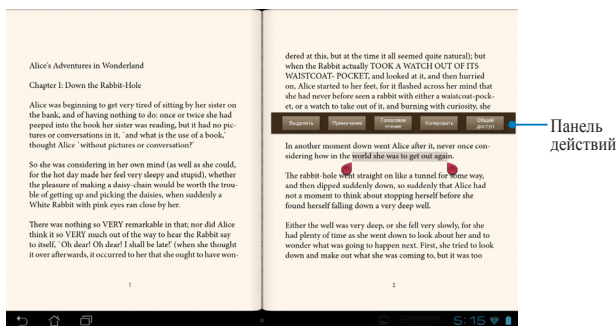 Alice's Adventures in Wonderland
Chapter I: Down the Rabbit-Hole
Alice was beginning to get very tired of sitting by her sister on
the bank, and of having nothing to do: once or twice she had
peeped into the book her sister was reading, but it had no pic-
tures or conversations in it, `and what is the use of a book,'
thought Alice `without pictures or conversation?'
So she was considering in her own mind (as well as she could,
for the hot day made her feel very sleepy and stupid), whether
the pleasure of making a daisy-chain would be worth the trou-
ble of getting up and picking the daisies, when suddenly a
White Rabbit with pink eyes ran close by her.
There was nothing so VERY remarkable in that; nor did Alice
think it so VERY much out of the way to hear the Rabbit say
to itself, `Oh dear! Oh dear! I shall be late!' (when she thought
it over afterwards, it occurred to her that she ought to have won-
1
dered at this, but at the time it all seemed quite natural); but
when the Rabbit actually TOOK A WATCH OUT OF ITS
WAISTCOAT- POCKET, and looked at it, and then hurried
on, Alice started to her feet, for it flashed across her mind that
she had never before seen a rabbit with either a waistcoat-pock-
et, or a watch to take out of it, and burning with curiosity, she
Выделить Примечание Голосовое чтение Копировать Общий доступ
In another moment down went Alice after it, never once con-
sidering how in the world she was to get out again.
The rabbit-hole went straight on like a tunnel for some way,
and then dipped suddenly down, so suddenly that Alice had
not a moment to think about stopping herself before she
found herself falling down a very deep well.
Either the well was very deep, or she fell very slowly, for she
had plenty of time as she went down to look about her and to
wonder what was going to happen next. First, she tried to look
down and make out what she was coming to, but it was too
2
5:15
Панель
действий